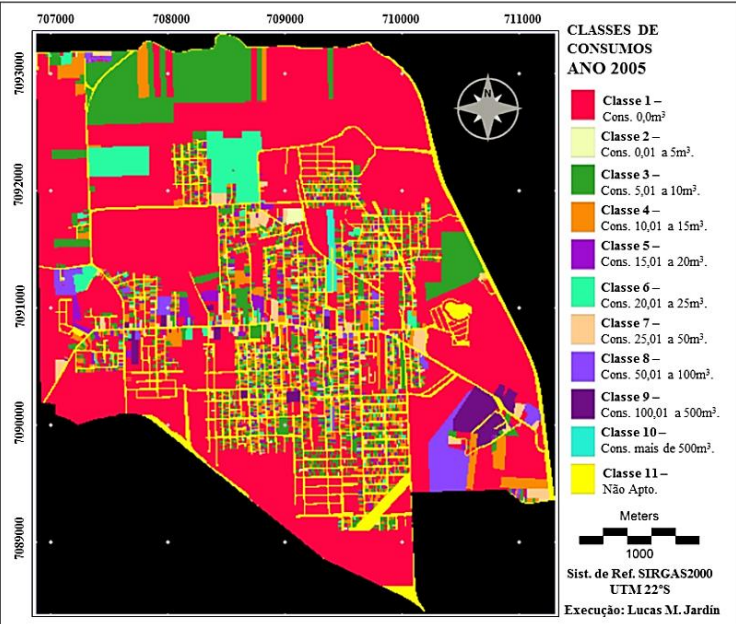 707000 708000 709000 710000 711000
7093000
7092000
7091000
7090000
7089000
N
CLASSES DE
CONSUMOS
ANO 2005
Classe 1 –
Cons. 0,0m³
Classe 2 –
Cons. 0,01 a 5m³.
Classe 3 –
Cons. 5,01 a 10m³.
Classe 4 –
Cons. 10,01 a 15m³.
Classe 5 –
Cons. 15,01 a 20m³.
Classe 6 –
Cons. 20,01 a 25m³.
Classe 7 –
Cons. 25,01 a 50m³.
Classe 8 –
Cons. 50,01 a 100m³.
Classe 9 –
Cons. 100,01 a 500m³.
Classe 10 –
Cons. mais de 500m³.
Classe 11 –
Não Apto.
Meters
1000
Sist. de Ref. SIRGAS2000
UTM 22°S
Execução: Lucas M. Jardín